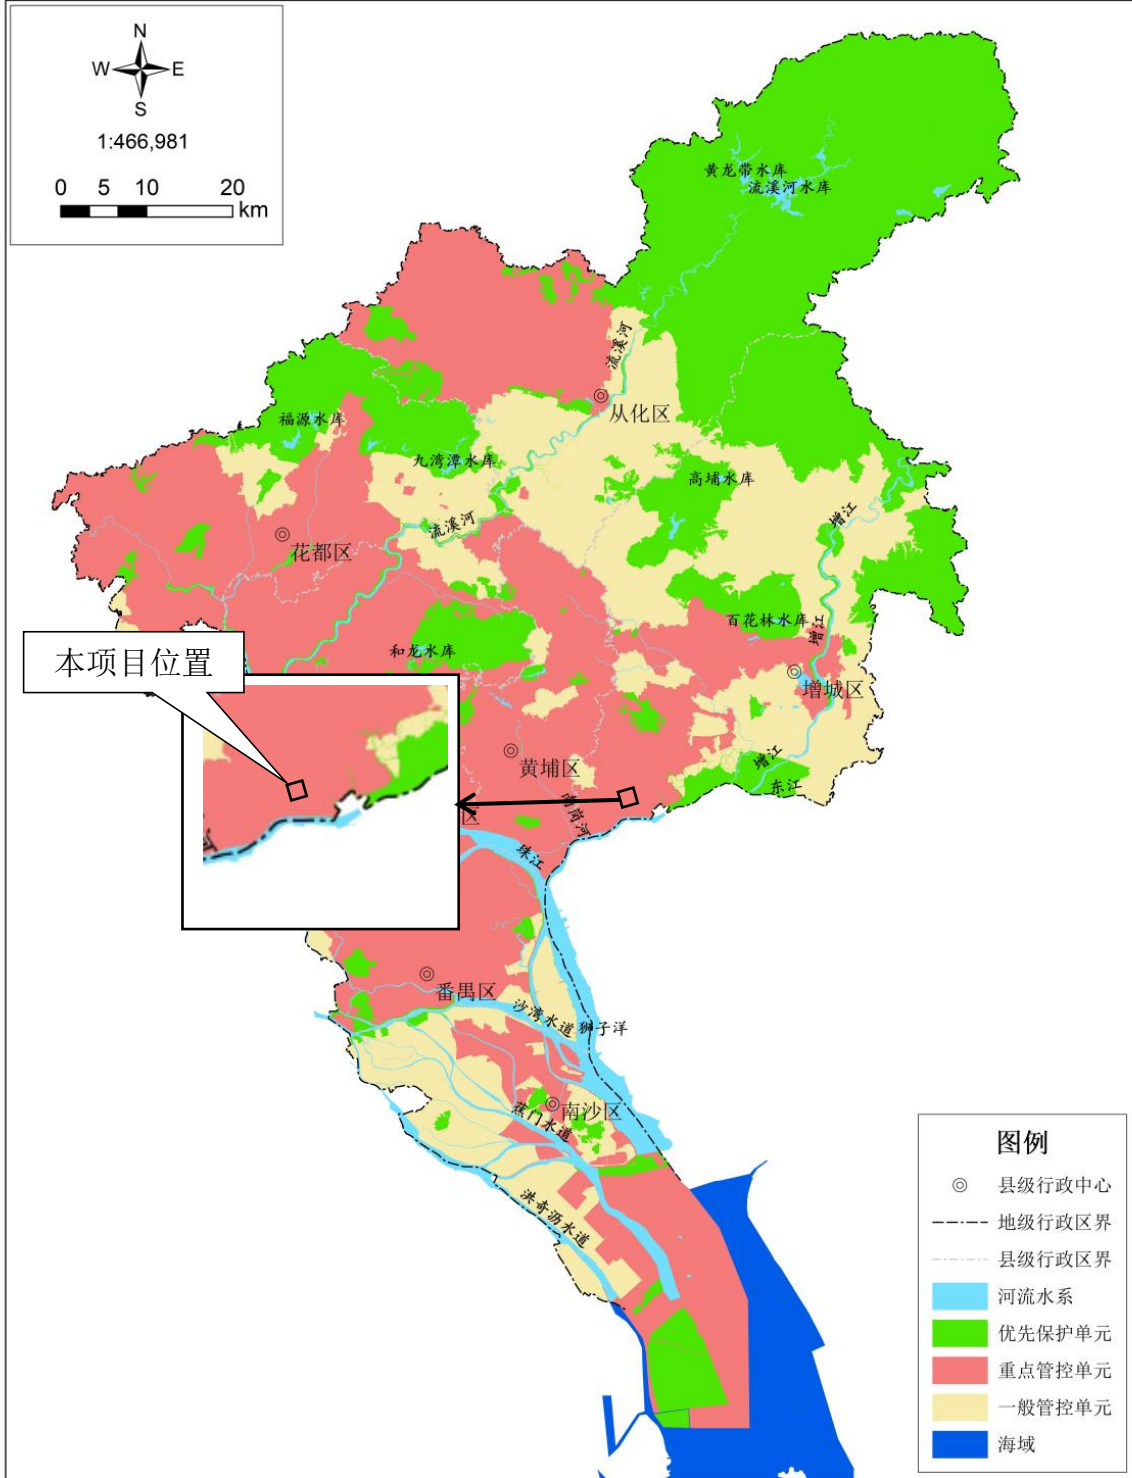 N
W E
S
1:466,981
0 5 10 20
km
黄龙带水库
流溪河水库
流溪河
从化区
福源水库
九湾潭水库
高埔水库
流溪河
增江
花都区
百花林水库
增江
和龙水库
本项目位置
增城区
黄埔区
增江
东江
南岗河
区
珠江
河
番禺区
沙湾水道
狮子洋
南沙区
蕉门水道
洪奇沥水道
图例
县级行政中心
地级行政区界
县级行政区界
河流水系
优先保护单元
重点管控单元
一般管控单元
海域